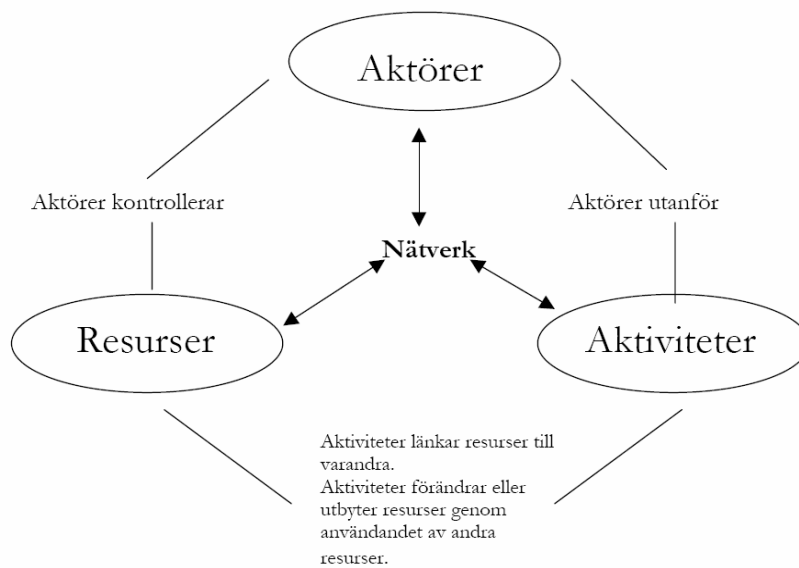 Aktörer
Aktörer kontrollerar
Aktörer utanför
Nätverk
Resurser
Aktiviteter
Aktiviteter länkar resurser till
varandra.
Aktiviteter förändrar eller
utbyter resurser genom
användandet av andra
resurser.